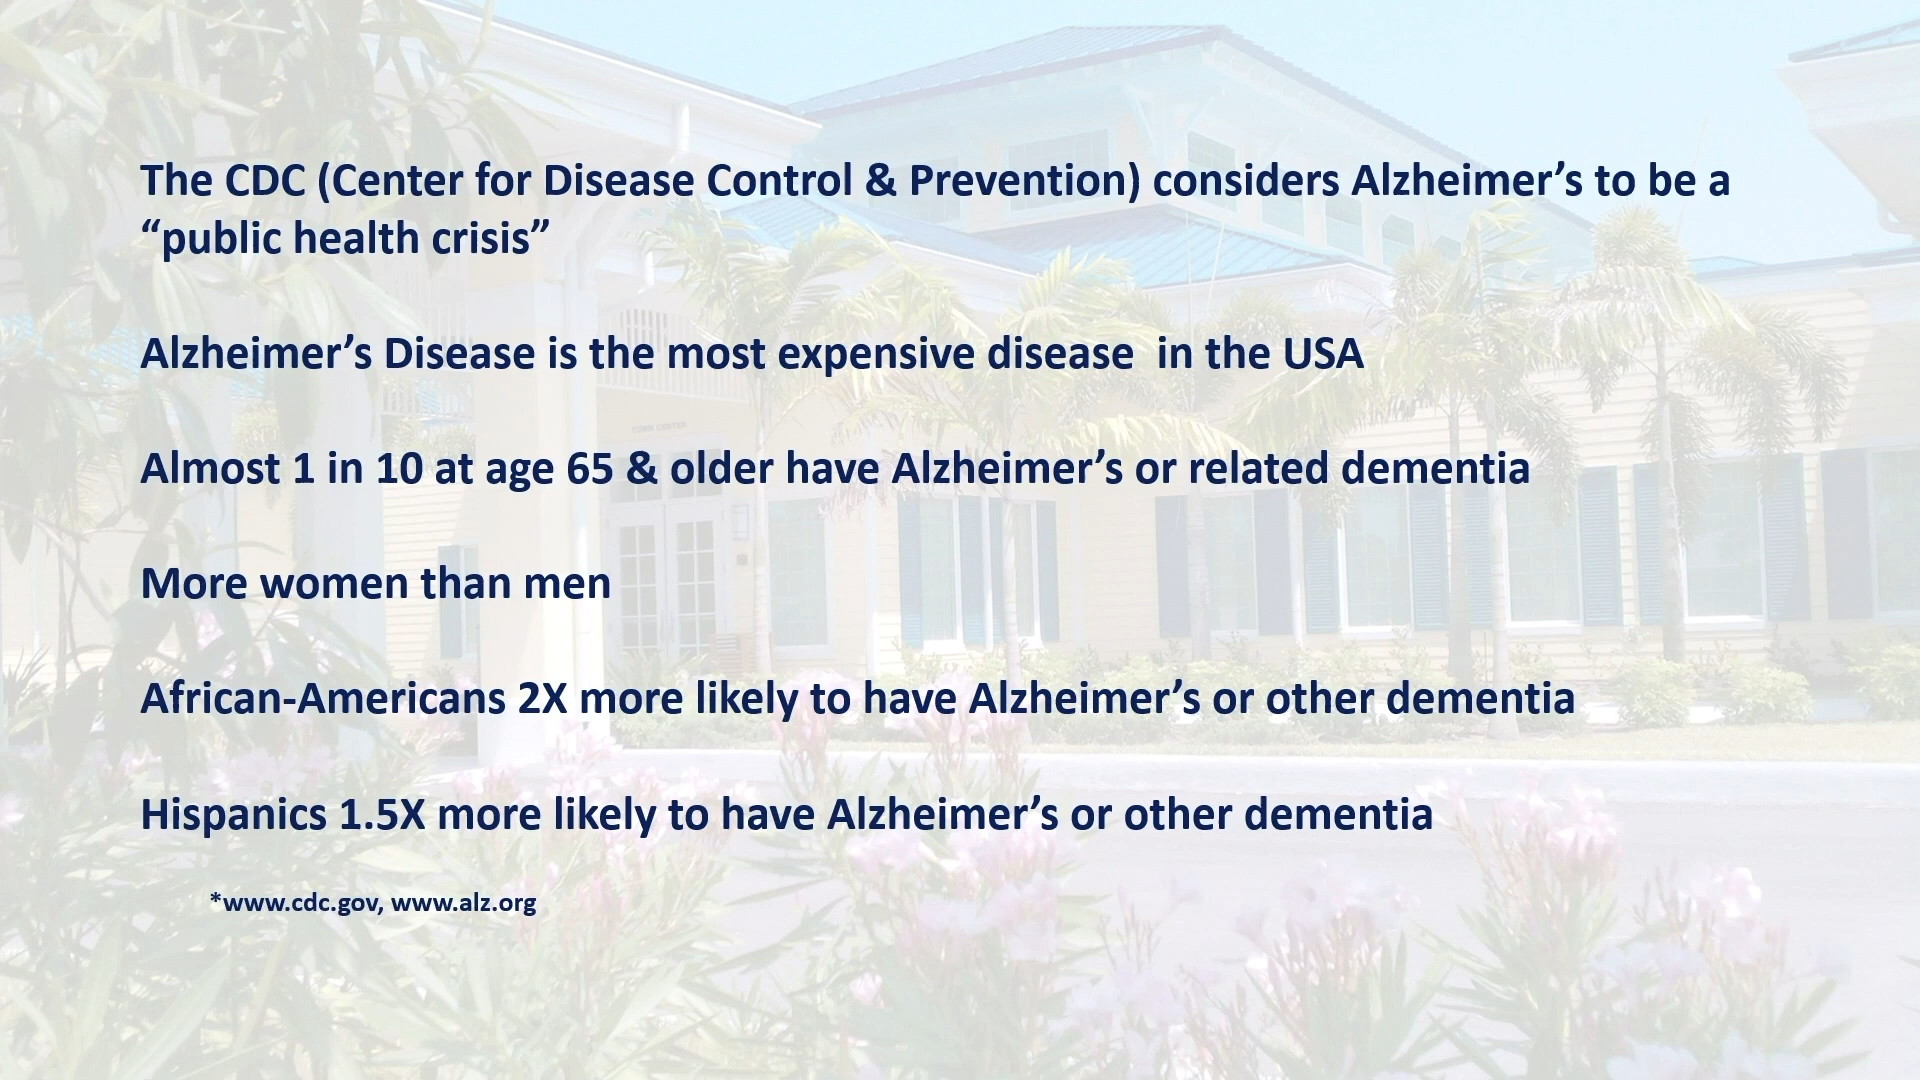 The CDC (Center for Disease Control & Prevention) considers Alzheimer’s to be a
“public health crisis”
Alzheimer’s Disease is the most expensive disease  in the USA
Almost 1 in 10 at age 65 & older have Alzheimer’s or related dementia
More women than men
African-Americans 2X more likely to have Alzheimer’s or other dementia
Hispanics 1.5X more likely to have Alzheimer’s or other dementia
*www.cdc.gov, www.alz.org
TOWN CENTER